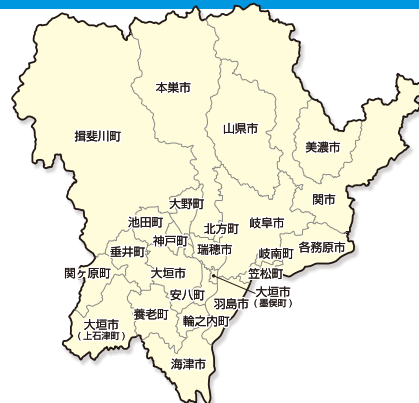 本巣市
山県市
揖斐川町
美濃市
関市
大野町
池田町
北方町
岐阜市
神戸町
瑞穂市
各務原市
垂井町
岐南町
関ヶ原町
大垣市
笠松町
安八町
大垣市
(墨俣町)
羽島市
養老町
輪之内町
大垣市
(上石津町)
海津市